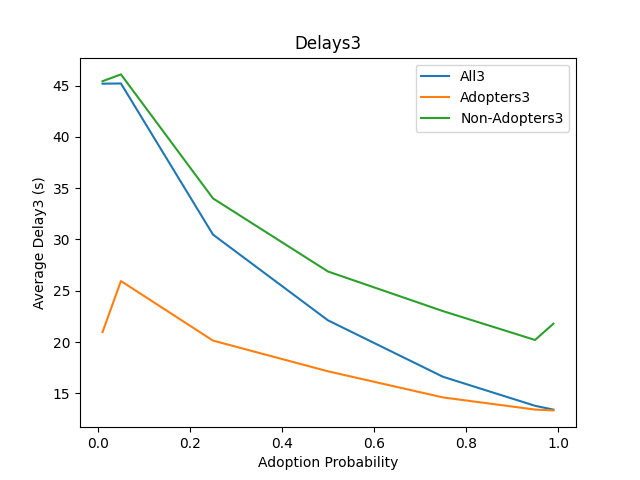 Delays3
All3
Adopters3
Non-Adopters3
Average Delay3 (s)
45
40
35
30
25
20
15
0.0 0.2 0.4 0.6 0.8 1.0
Adoption Probability